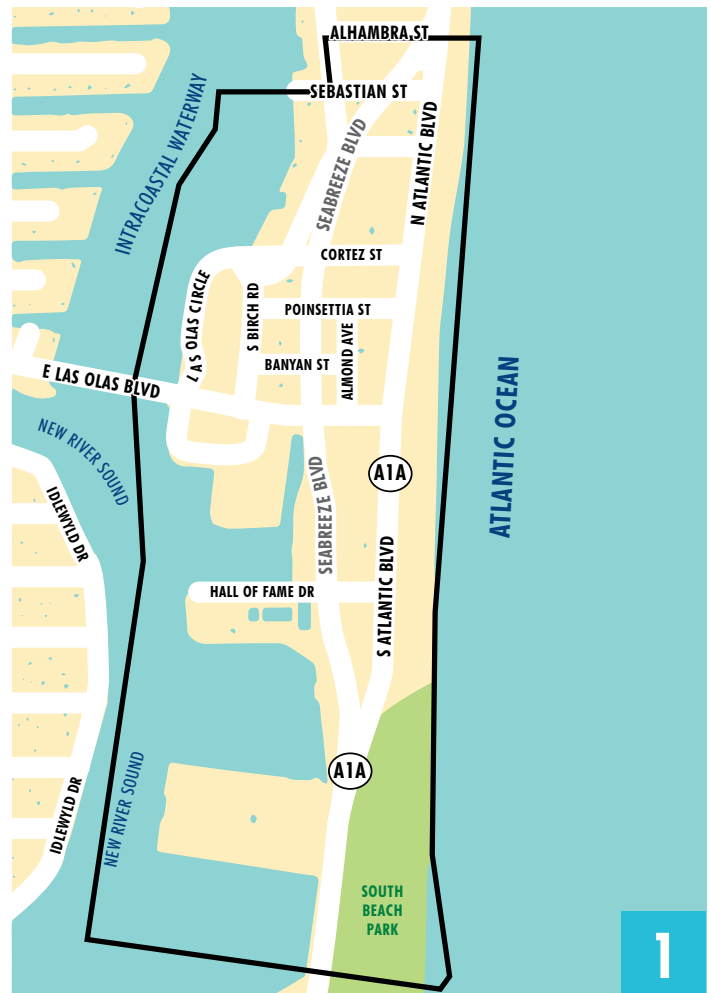 ALHAMBRA ST
SEBASTIAN ST
INTRACOASTAL WATERWAY
SEABREEZE BLVD
N ATLANTIC BLVD
CORTEZ ST
LAS OLAS CIRCLE
S BIRCH RD
POINSETTIA ST
ALMOND AVE
BANYAN ST
E LAS OLAS BLVD
ATLANTIC OCEAN
NEW RIVER SOUND
A1A
SEABREEZE BLVD
IDLEWYLD DR
HALL OF FAME DR
S ATLANTIC BLVD
A1A
NEW RIVER SOUND
IDLEWYLD DR
SOUTH
BEACH
PARK
1